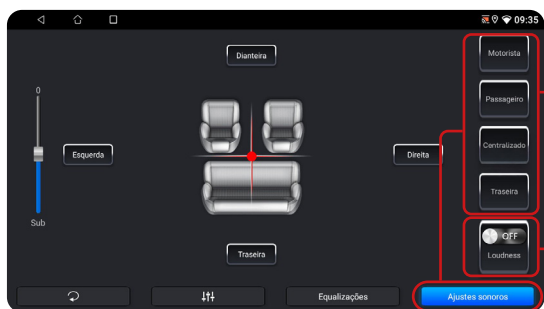 09:35
Dianteira
Motorista
0
Passageiro
Esquerda
Direita
Centralizado
Traseira
Sub
Traseira
OFF
Loudness
Equalizações
Ajustes sonoros